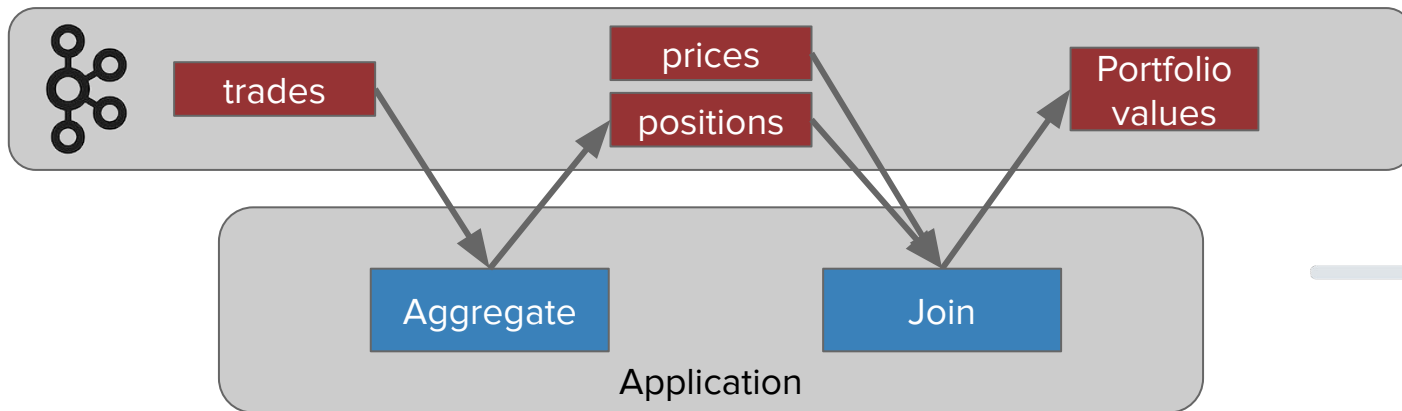 trades
prices
positions
Portfolio
values
Aggregate
Join
Application